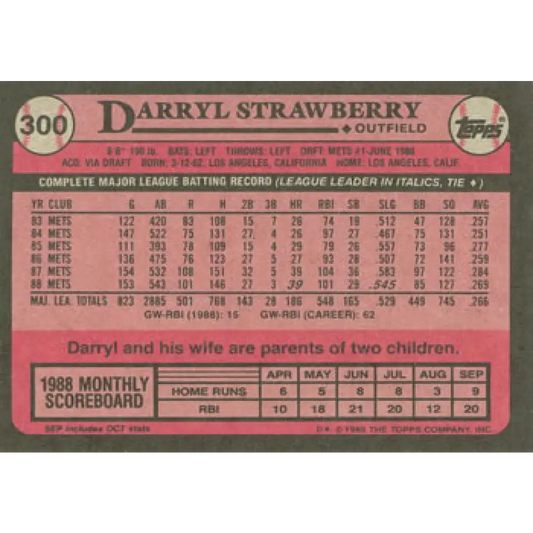 300
DARRYL STRAWBERRY
♦ OUTFIELD
Topps®
6'6" 190 lb. BATS: LEFT THROWS: LEFT DRFT: METS #1-JUNE 1980
ACQ: VIA DRAFT BORN: 3-12-62, LOS ANGELES, CALIFORNIA HOME: LOS ANGELES, CALIF.
COMPLETE MAJOR LEAGUE BATTING RECORD (LEAGUE LEADER IN ITALICS, TIE ♦)
YR CLUB G AB R H 2B 3B HR RBI SB SLG BB SO AVG
83 METS 122 420 63 108 15 7 26 74 19 .512 47 128 .257
84 METS 147 522 75 131 27 4 26 97 27 .467 75 131 .251
85 METS 111 393 78 109 15 4 29 79 26 .557 73 96 .277
86 METS 136 475 76 123 27 5 27 93 28 .507 72 141 .259
87 METS 154 532 108 151 32 5 39 104 36 .583 97 122 .284
88 METS 153 543 101 146 27 3 39 101 29 .545 85 127 .269
MAJ. LEA. TOTALS 823 2885 501 768 143 28 186 548 165 .529 449 745 .266
GW-RBI (1988): 15 GW-RBI (CAREER): 62
Darryl and his wife are parents of two children.
1988 MONTHLY SCOREBOARD
APR MAY JUN JUL AUG SEP
HOME RUNS 6 5 8 8 3 9
RBI 10 18 21 20 12 20
SEP includes OCT stats
D* © 1989 THE TOPPS COMPANY, INC.